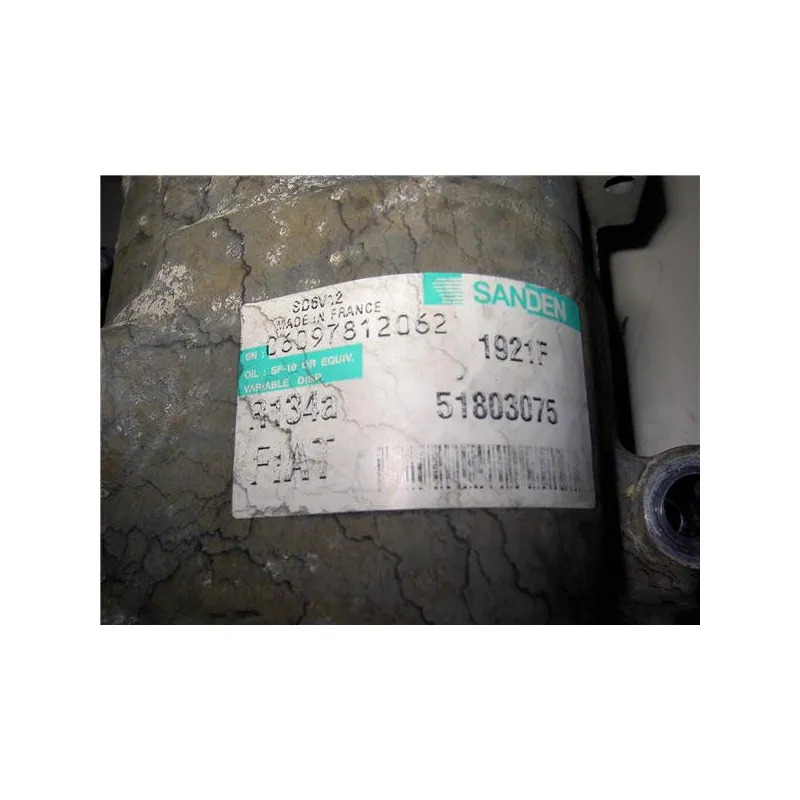 SANDEN
SD6V12
MADE IN FRANCE
SN : 06097812062
1921F
OIL : SP-10 OR EQUIV.
VARIABLE DISP.
R134a
51803075
FIAT